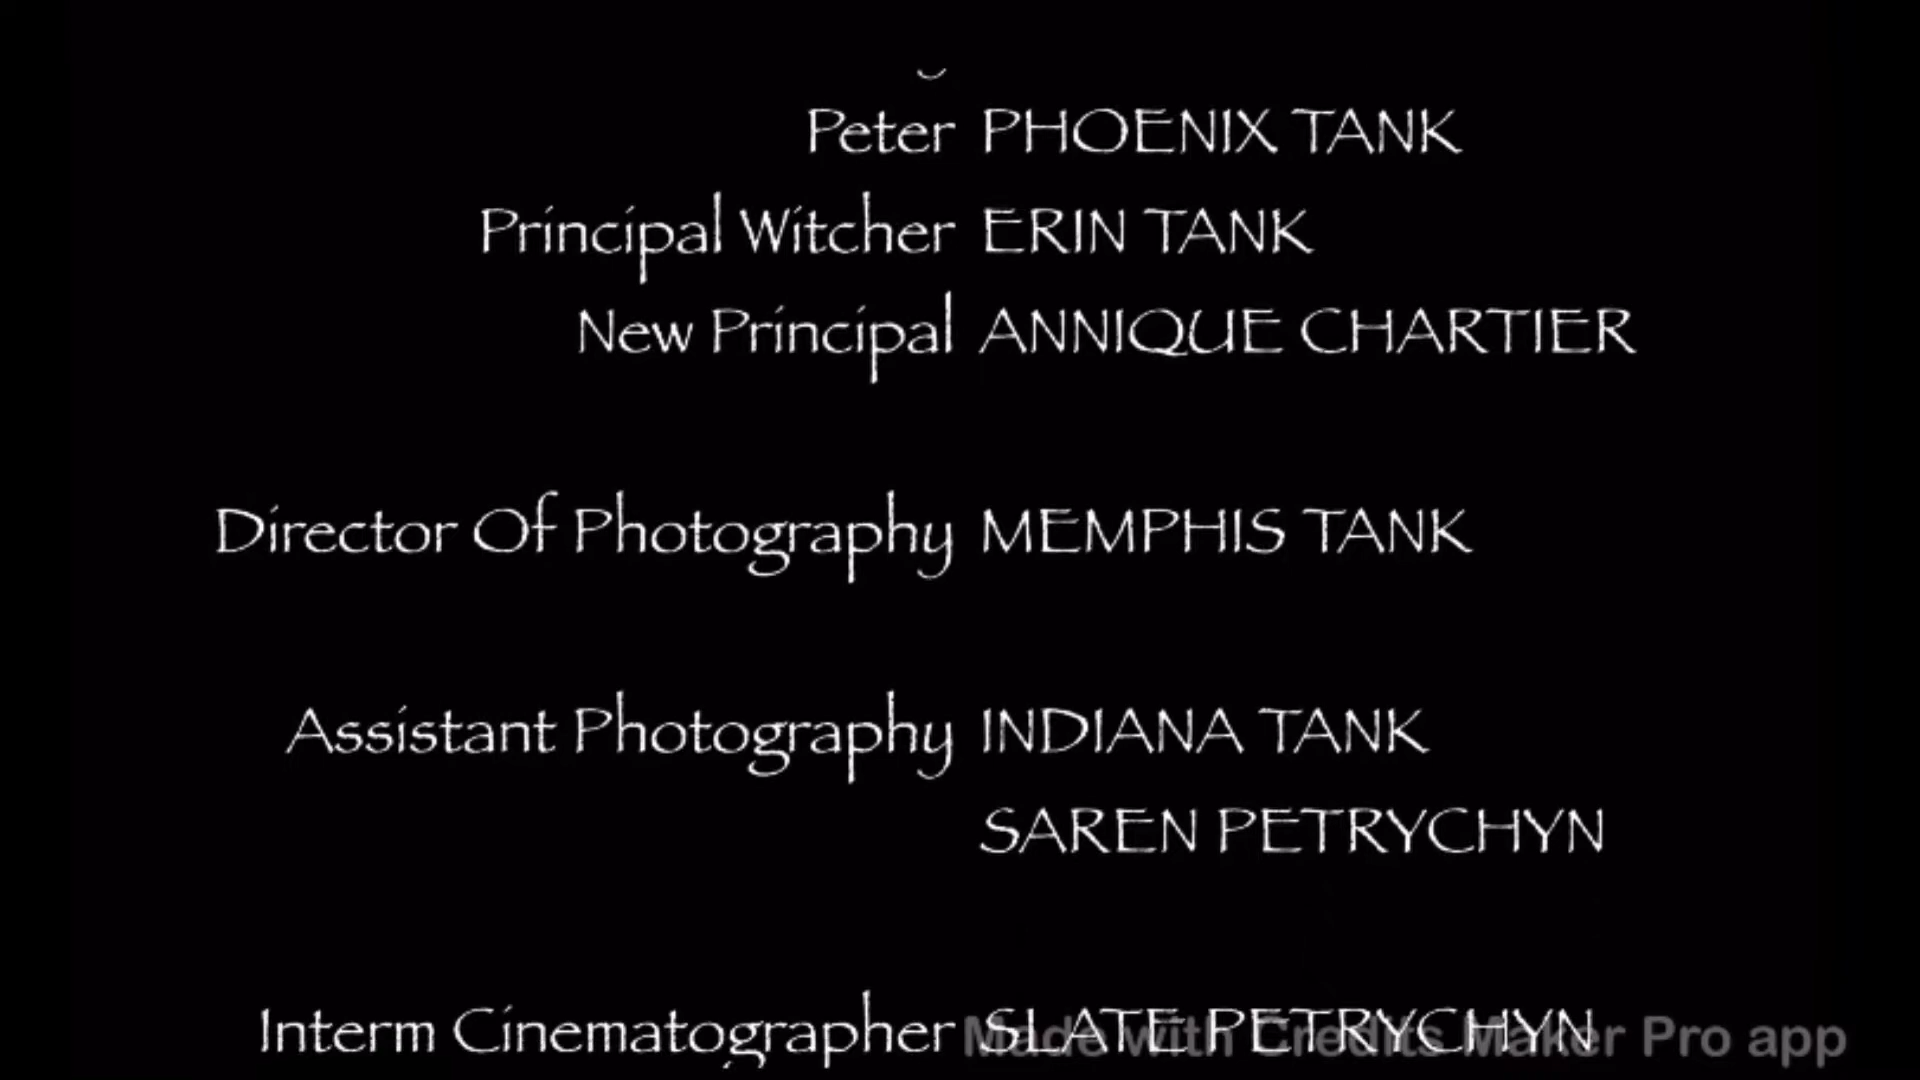 Peter PHOENIX TANK
Principal Witcher ERIN TANK
New Principal ANNIQUE CHARTIER
Director Of Photography MEMPHIS TANK
Assistant Photography INDIANA TANK
SAREN PETRYCHYN
Interm Cinematographer SLATE PETRYCHYN
Made with Credits Maker Pro app